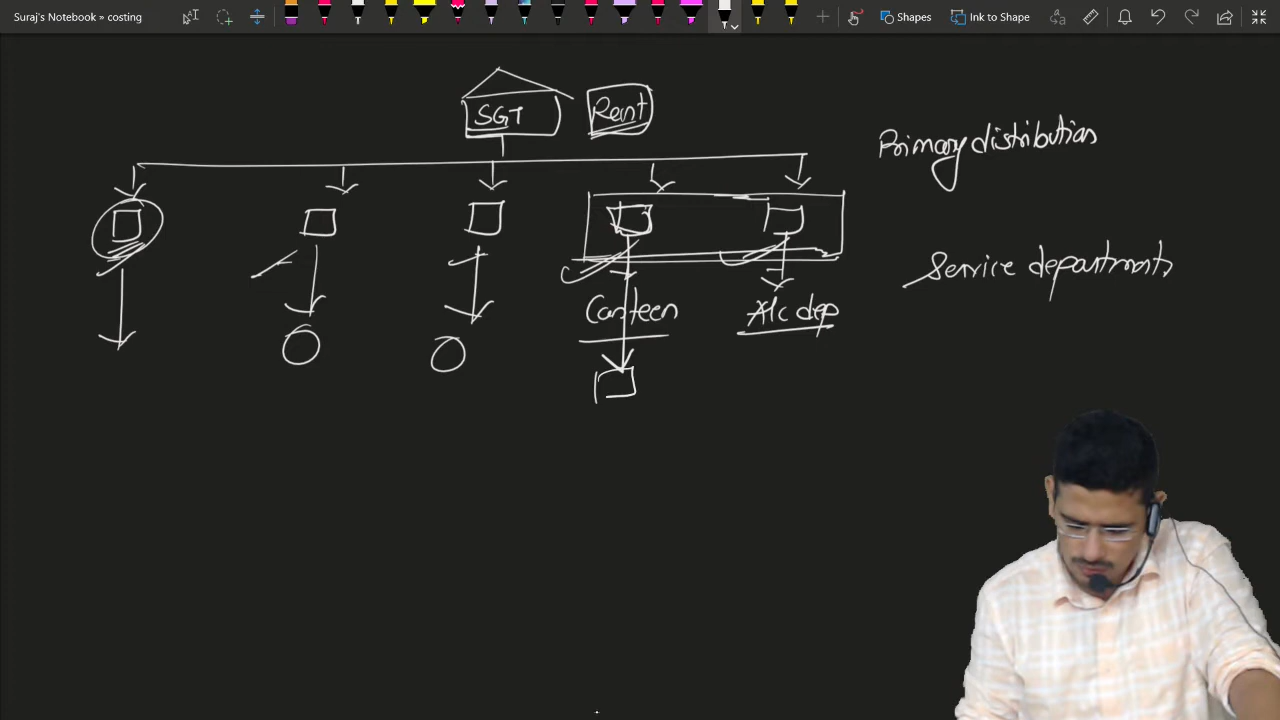 Suraj's Notebook » costing
Shapes
Ink to Shape
SGT
Rent
Primary distribution
Service departments
Canteen
A/c dep